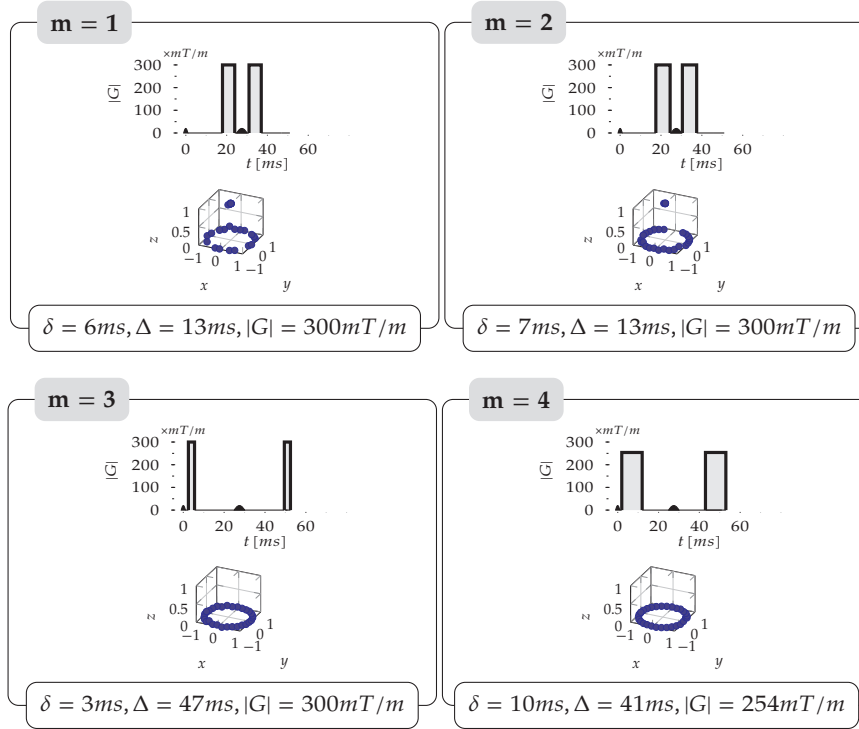 m = 1
×mT/m
300
200
100
0
|G|
0 20 40 60
t [ms]
1
0.5
0
z
−1
0
1
x
−1
0
1
y
δ = 6ms, Δ = 13ms, |G| = 300mT/m
m = 2
×mT/m
300
200
100
0
|G|
0 20 40 60
t [ms]
1
0.5
0
z
−1
0
1
x
−1
0
1
y
δ = 7ms, Δ = 13ms, |G| = 300mT/m
m = 3
×mT/m
300
200
100
0
|G|
0 20 40 60
t [ms]
1
0.5
0
z
−1
0
1
x
−1
0
1
y
δ = 3ms, Δ = 47ms, |G| = 300mT/m
m = 4
×mT/m
300
200
100
0
|G|
0 20 40 60
t [ms]
1
0.5
0
z
−1
0
1
x
−1
0
1
y
δ = 10ms, Δ = 41ms, |G| = 254mT/m